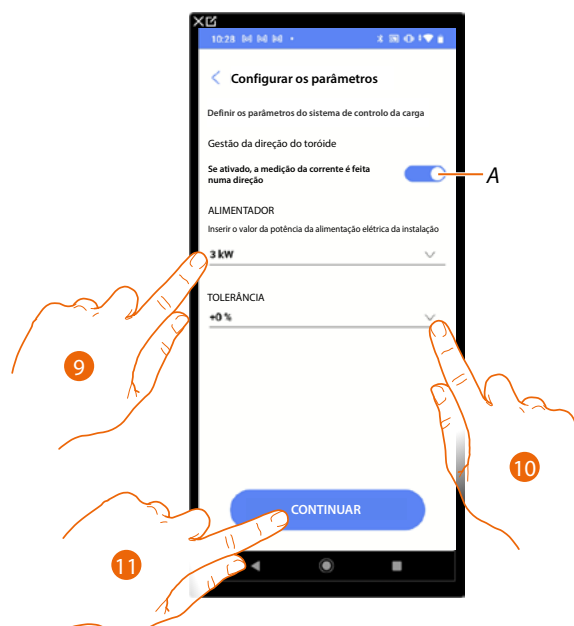 10:28
Configurar os parâmetros
Definir os parâmetros do sistema de controlo da carga
Gestão da direção do toróide
Se ativado, a medição da corrente é feita
numa direção
A
ALIMENTADOR
Inserir o valor da potência da alimentação elétrica da instalação
3 kW
TOLERÂNCIA
+0 %
9
10
CONTINUAR
11